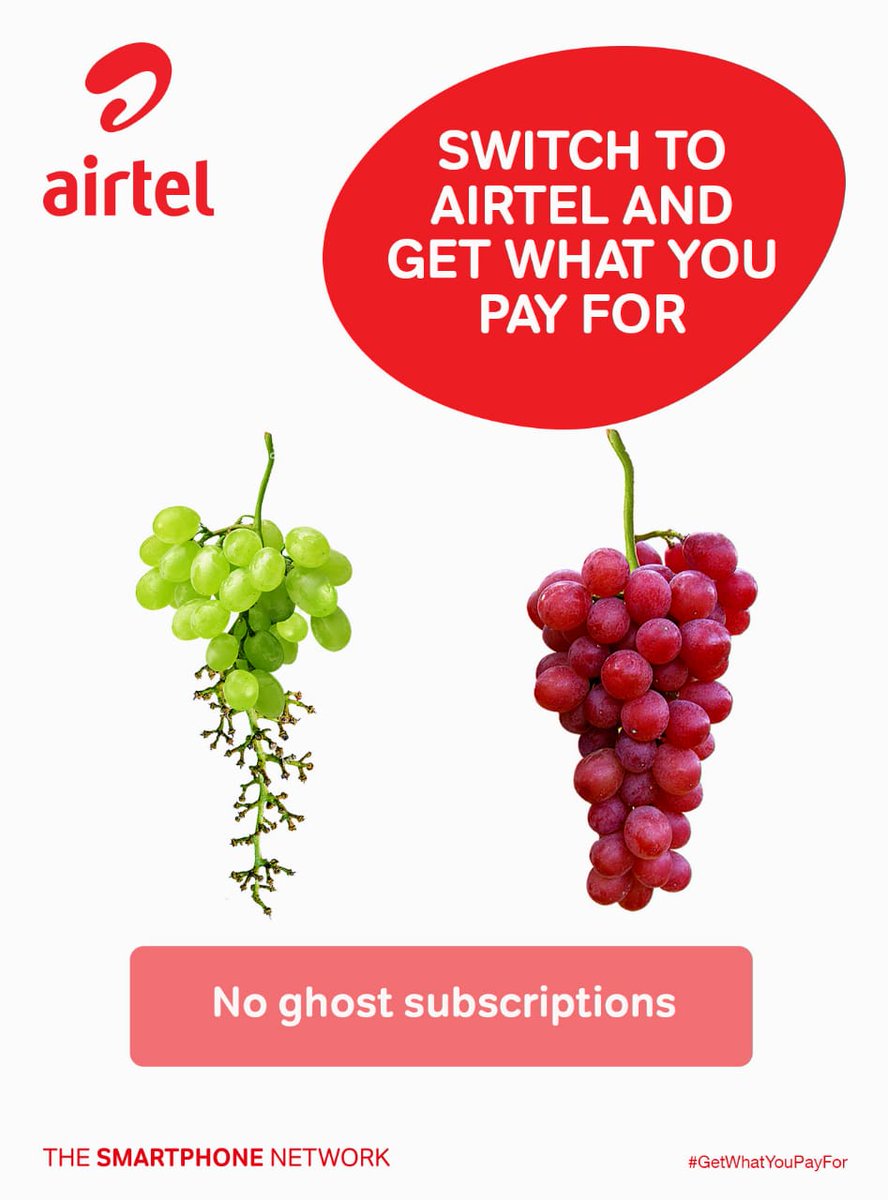 airtel
SWITCH TO
AIRTEL AND
GET WHAT YOU
PAY FOR
No ghost subscriptions
THE SMARTPHONE NETWORK
#GetWhatYouPayFor